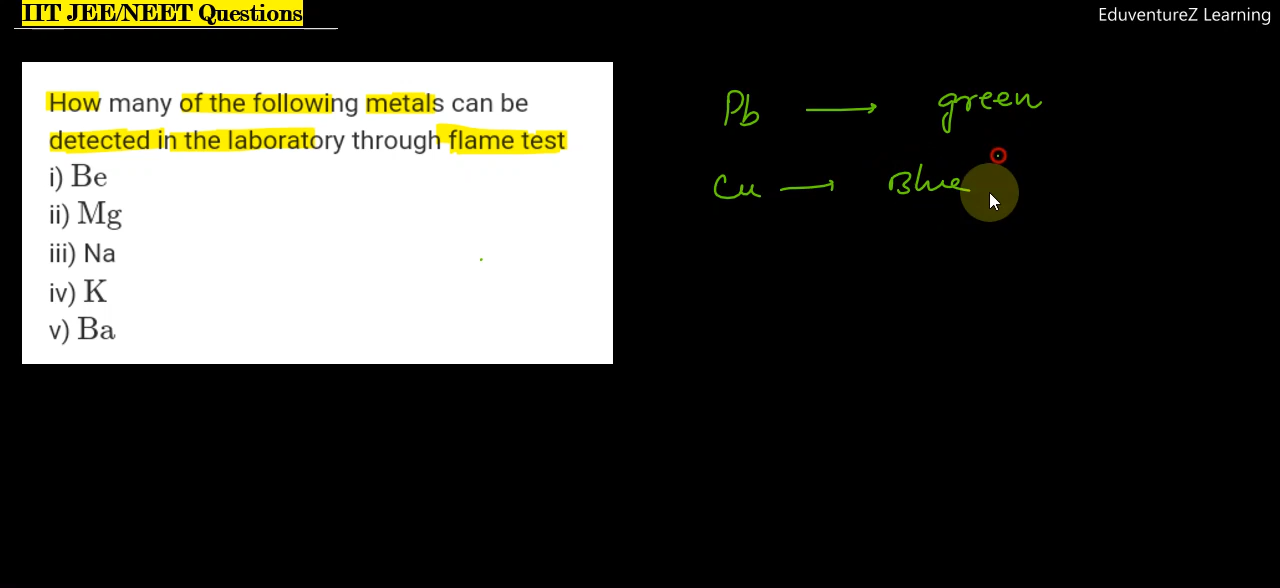 IIT JEE/NEET Questions
EduventureZ Learning
How many of the following metals can be
detected in the laboratory through flame test
i) Be
ii) Mg
iii) Na
iv) K
v) Ba
Pb → green
Cu → Blue